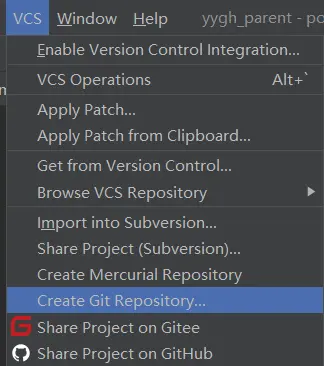 VCS Window Help yygh_parent - po
Enable Version Control Integration...
VCS Operations Alt+`
Apply Patch...
Apply Patch from Clipboard...
Get from Version Control...
Browse VCS Repository
Import into Subversion...
Share Project (Subversion)...
Create Mercurial Repository
Create Git Repository...
Share Project on Gitee
Share Project on GitHub